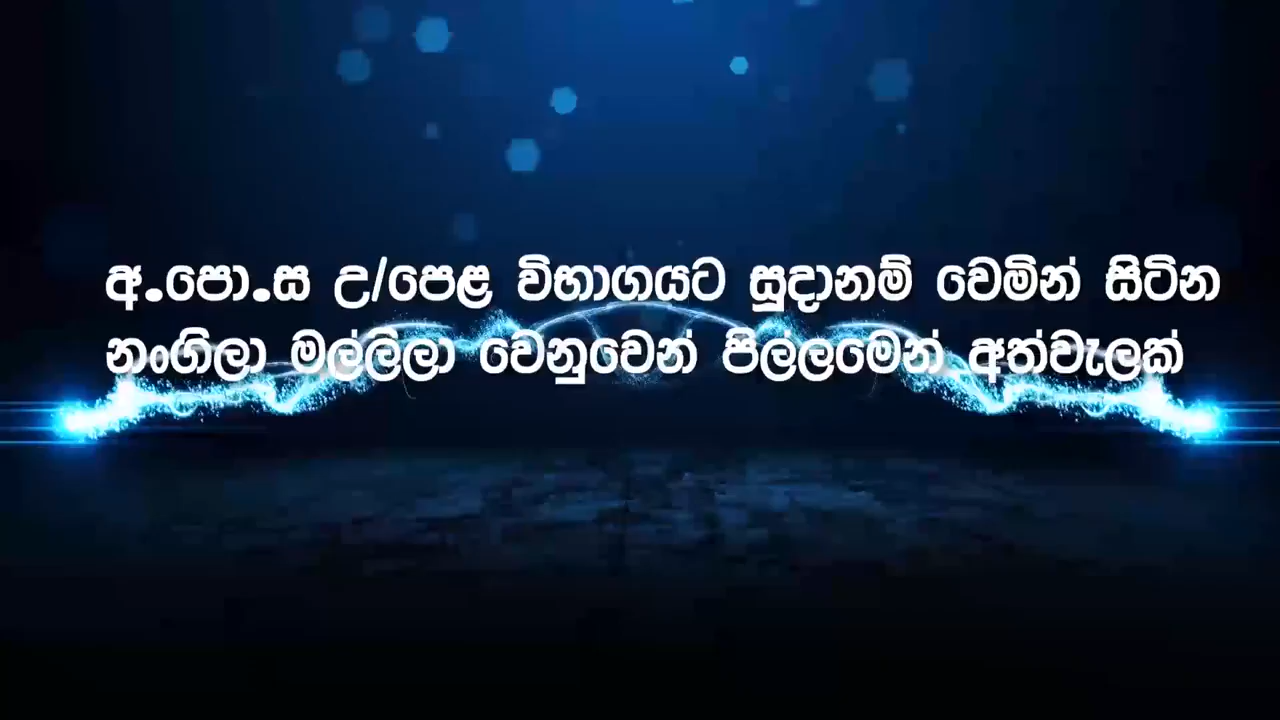 අ.පො.ස උ/පෙළ විභාගයට සූදානම් වෙමින් සිටින
නංගිලා මල්ලිලා වෙනුවෙන් පිල්ලමෙන් අත්වැලක්